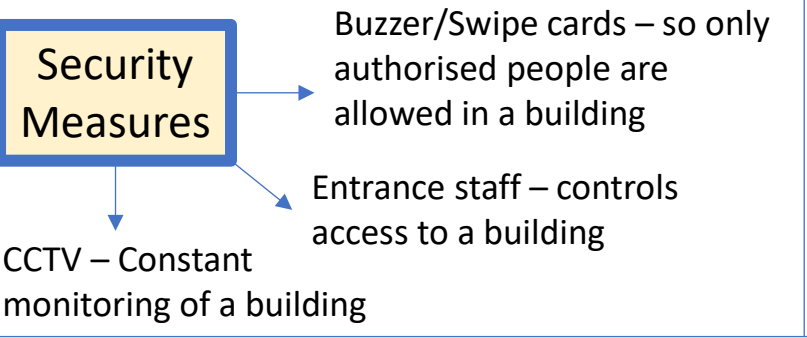 Security
Measures
Buzzer/Swipe cards – so only
authorised people are
allowed in a building
Entrance staff – controls
access to a building
CCTV – Constant
monitoring of a building